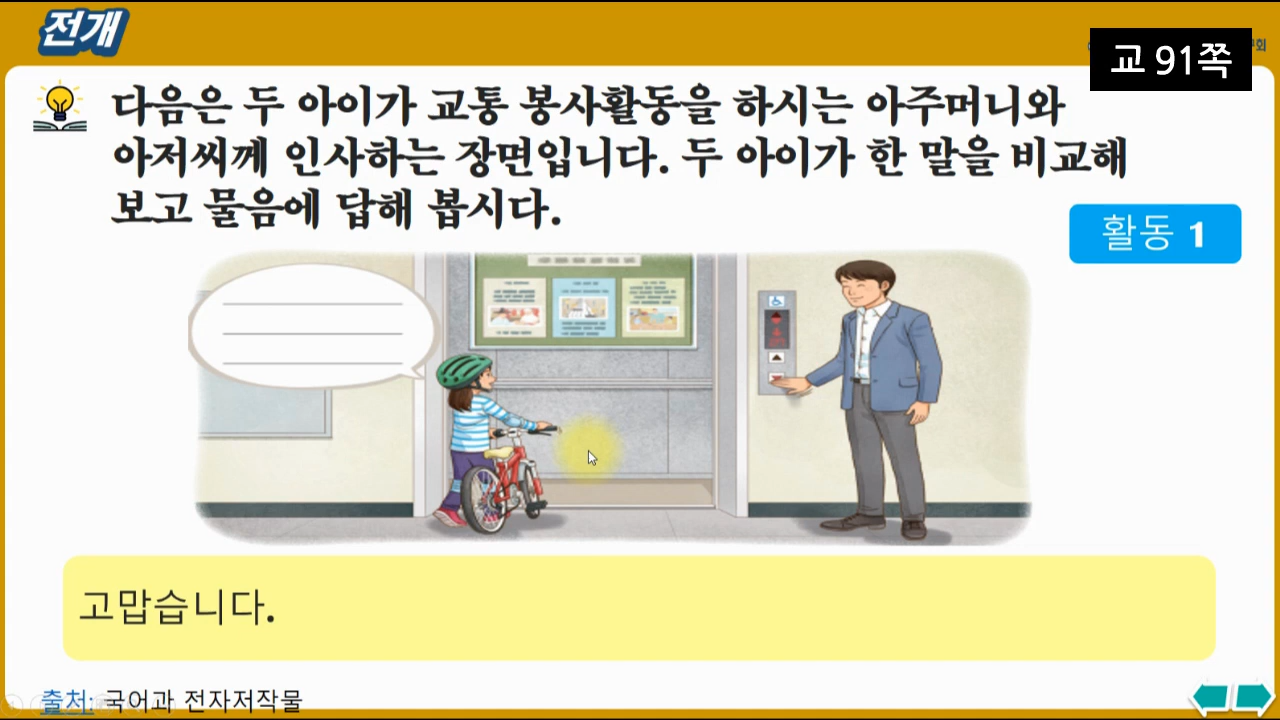 전개
교 91쪽
다음은 두 아이가 교통 봉사활동을 하시는 아주머니와
아저씨께 인사하는 장면입니다. 두 아이가 한 말을 비교해
보고 물음에 답해 봅시다.
활동 1
고맙습니다.
출처: 국어과 전자저작물